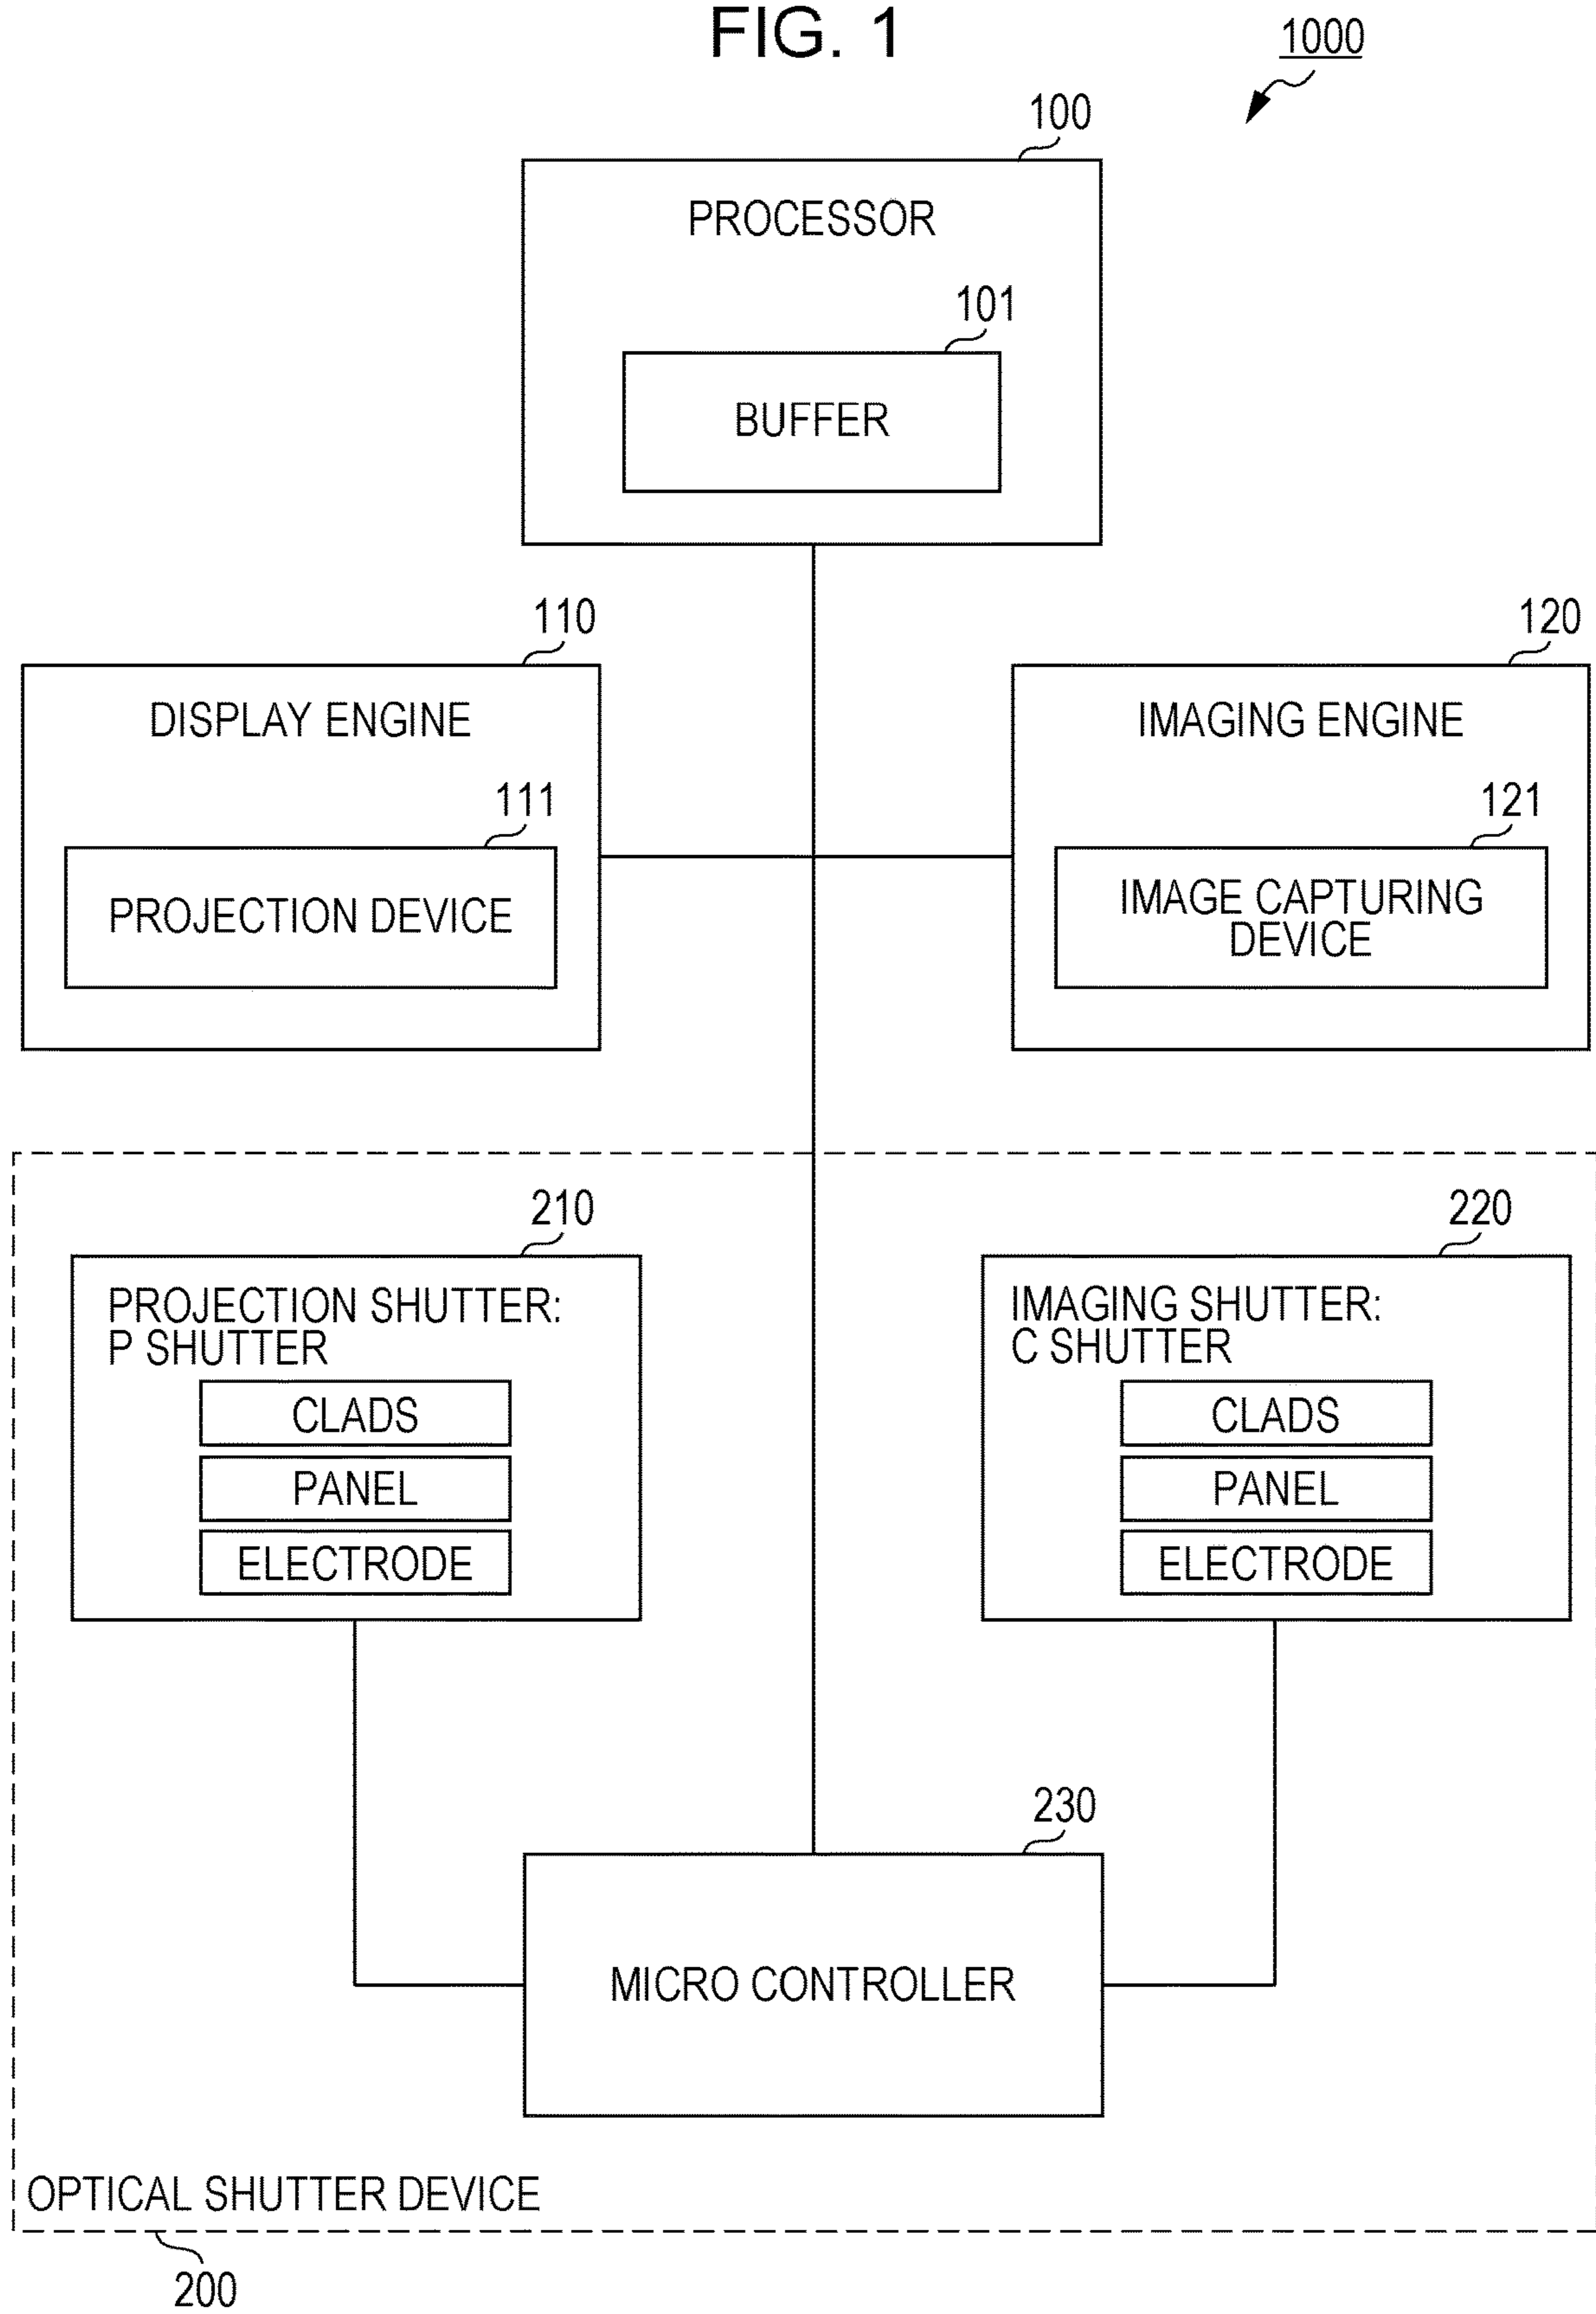 FIG. 1
1000
100
PROCESSOR
101
BUFFER
110
DISPLAY ENGINE
111
PROJECTION DEVICE
120
IMAGING ENGINE
121
IMAGE CAPTURING
DEVICE
210
PROJECTION SHUTTER:
P SHUTTER
CLADS
PANEL
ELECTRODE
220
IMAGING SHUTTER:
C SHUTTER
CLADS
PANEL
ELECTRODE
230
MICRO CONTROLLER
OPTICAL SHUTTER DEVICE
200